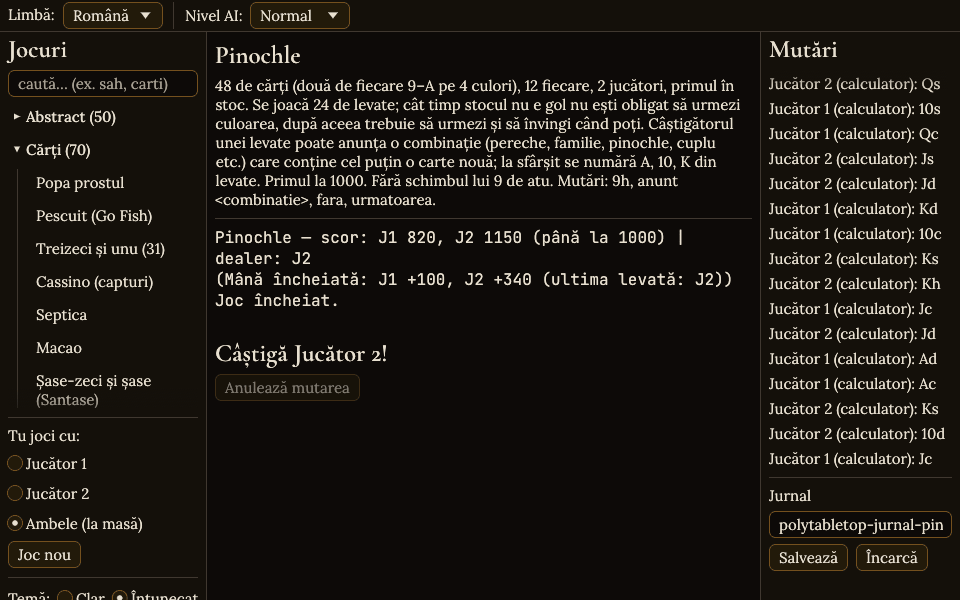 Limbă: Română ▼ Nivel AI: Normal ▼
Jocuri
caută... (ex. sah, carti)
▸ Abstract (50)
▾ Cărți (70)
Popa prostul
Pescuit (Go Fish)
Treizeci și unu (31)
Cassino (capturi)
Septica
Macao
Șase-zeci și șase
(Santase)
Tu joci cu:
Jucător 1
Jucător 2
Ambele (la masă)
Joc nou
Temă: Clar Întunecat
Pinochle
48 de cărți (două de fiecare 9–A pe 4 culori), 12 fiecare, 2 jucători, primul în
stoc. Se joacă 24 de levate; cât timp stocul nu e gol nu ești obligat să urmezi
culoarea, după aceea trebuie să urmezi și să învingi când poți. Câștigătorul
unei levate poate anunța o combinație (pereche, familie, pinochle, cuplu
etc.) care conține cel puțin o carte nouă; la sfârșit se numără A, 10, K din
levate. Primul la 1000. Fără schimbul lui 9 de atu. Mutări: 9h, anunt
<combinatie>, fara, urmatoarea.
Pinochle — scor: J1 820, J2 1150 (până la 1000) |
dealer: J2
(Mână încheiată: J1 +100, J2 +340 (ultima levată: J2))
Joc încheiat.
Câștigă Jucător 2!
Anulează mutarea
Mutări
Jucător 2 (calculator): Qs
Jucător 1 (calculator): 10s
Jucător 1 (calculator): Qc
Jucător 2 (calculator): Js
Jucător 2 (calculator): Jd
Jucător 1 (calculator): Kd
Jucător 1 (calculator): 10c
Jucător 2 (calculator): Ks
Jucător 2 (calculator): Kh
Jucător 1 (calculator): Jc
Jucător 2 (calculator): Jd
Jucător 1 (calculator): Ad
Jucător 1 (calculator): Ac
Jucător 2 (calculator): Ks
Jucător 2 (calculator): 10d
Jucător 1 (calculator): Jc
Jurnal
polytabletop-jurnal-pin
Salvează Încarcă